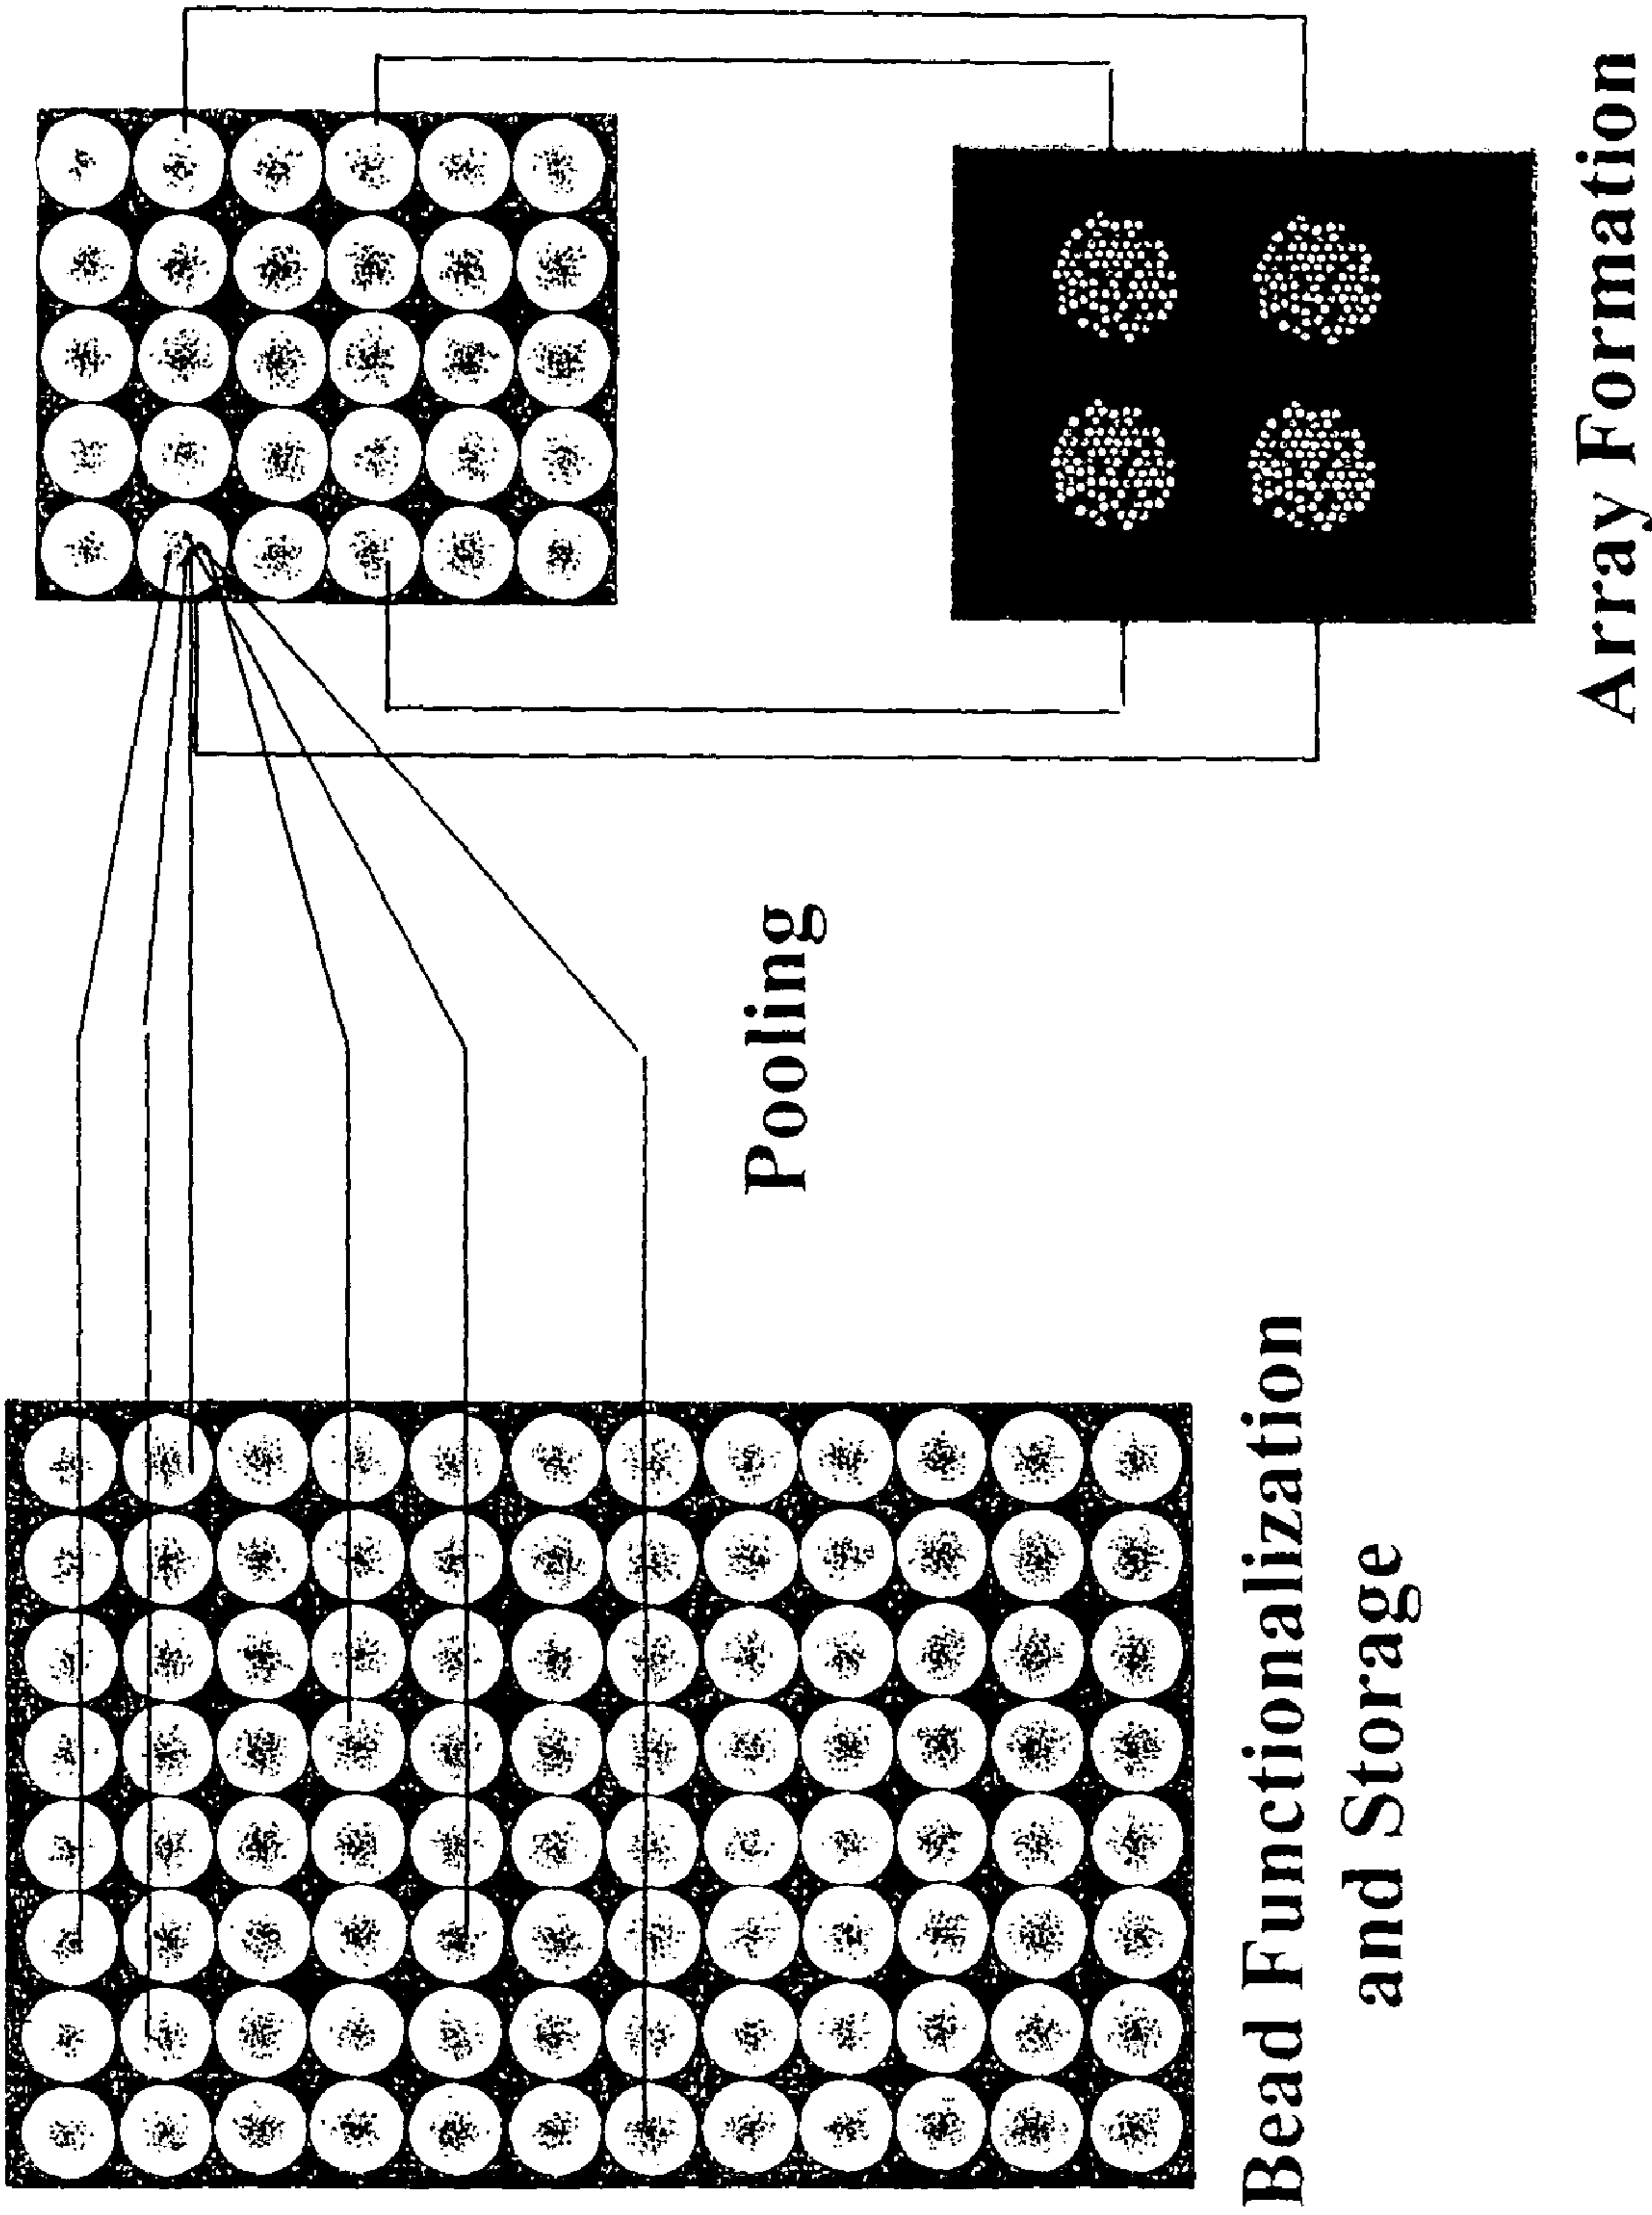 Bead Functionalization
and Storage
Pooling
Array Formation